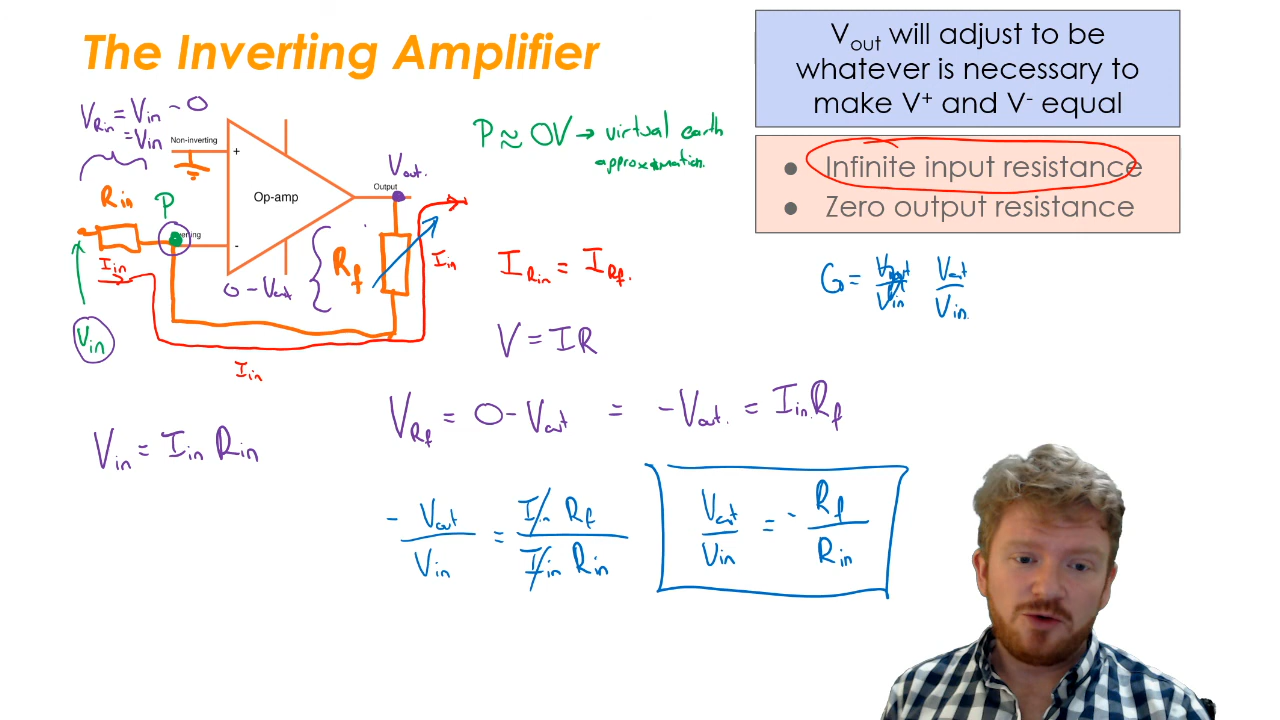 The Inverting Amplifier
V_out will adjust to be
whatever is necessary to
make V⁺ and V⁻ equal
• Infinite input resistance
• Zero output resistance
V_Rin = V_in - 0
= V_in
Non-inverting
+
Op-amp
-
Output
V_out.
R_in
P
I_in
V_in
0 - V_out
R_f
I_in
I_in
P ≈ 0V → virtual earth
approximation.
I_Rin = I_Rf.
G = V_out / V_in.
V = IR
V_Rf = 0 - V_out = -V_out. = I_in R_f
V_in = I_in R_in
- V_out / V_in = I_in R_f / I_in R_in
V_out / V_in = - R_f / R_in